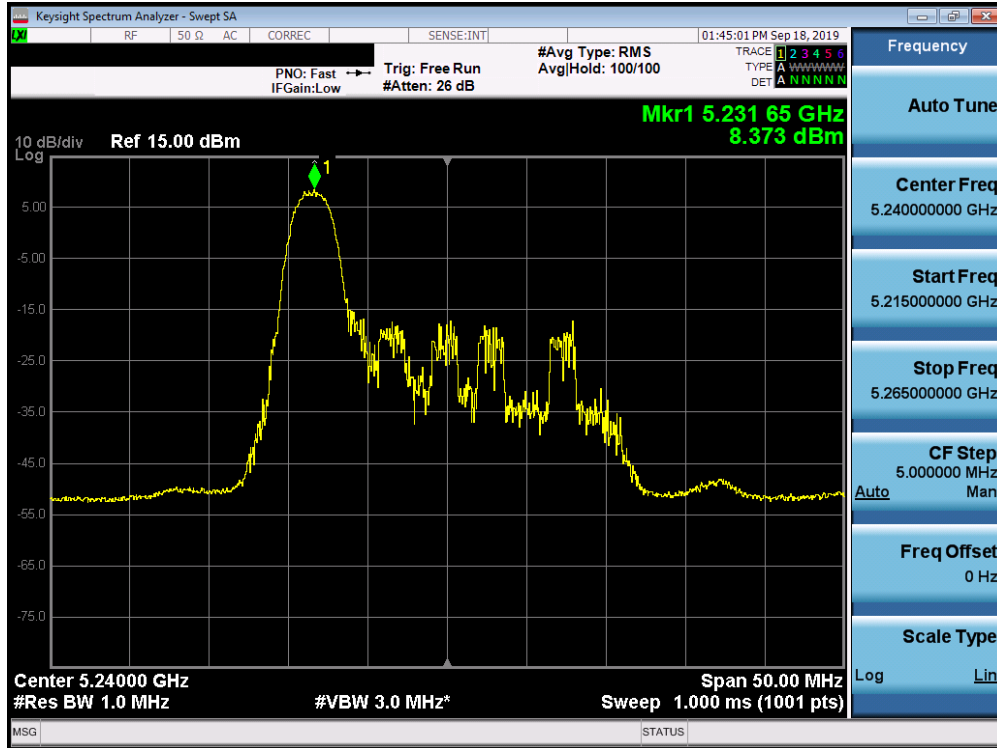 Keysight Spectrum Analyzer - Swept SA
LXI RF 50 Ω AC CORREC SENSE:INT 01:45:01 PM Sep 18, 2019
PNO: Fast
IFGain:Low
Trig: Free Run
#Atten: 26 dB
#Avg Type: RMS
Avg|Hold: 100/100
TRACE 1 2 3 4 5 6
TYPE A WWWWW
DET A N N N N N
Mkr1 5.231 65 GHz
8.373 dBm
10 dB/div Ref 15.00 dBm
Log
1
5.00
-5.00
-15.0
-25.0
-35.0
-45.0
-55.0
-65.0
-75.0
Center 5.24000 GHz Span 50.00 MHz
#Res BW 1.0 MHz #VBW 3.0 MHz* Sweep 1.000 ms (1001 pts)
MSG STATUS
Frequency
Auto Tune
Center Freq
5.240000000 GHz
Start Freq
5.215000000 GHz
Stop Freq
5.265000000 GHz
CF Step
5.000000 MHz
Auto Man
Freq Offset
0 Hz
Scale Type
Log Lin